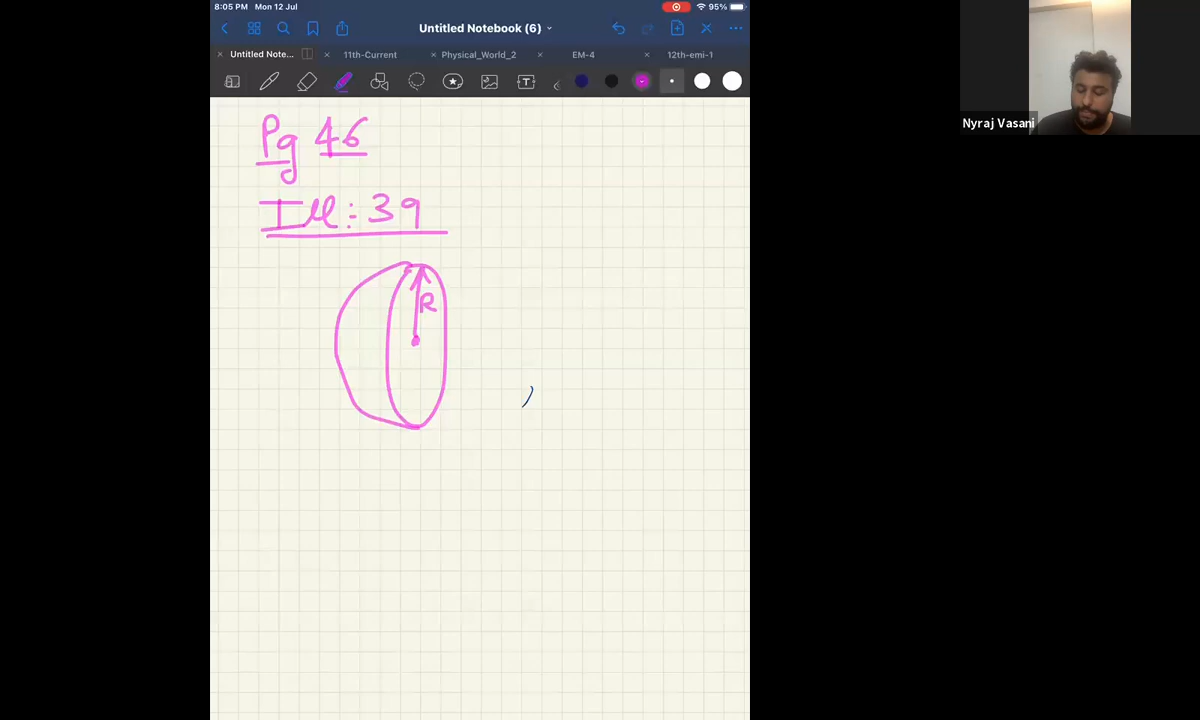 8:05 PM Mon 12 Jul
95%
Untitled Notebook (6)
Untitled Note...
11th-Current
Physical_World_2
EM-4
12th-emi-1
T
Pg 46
Ill: 39
R
Nyraj Vasani